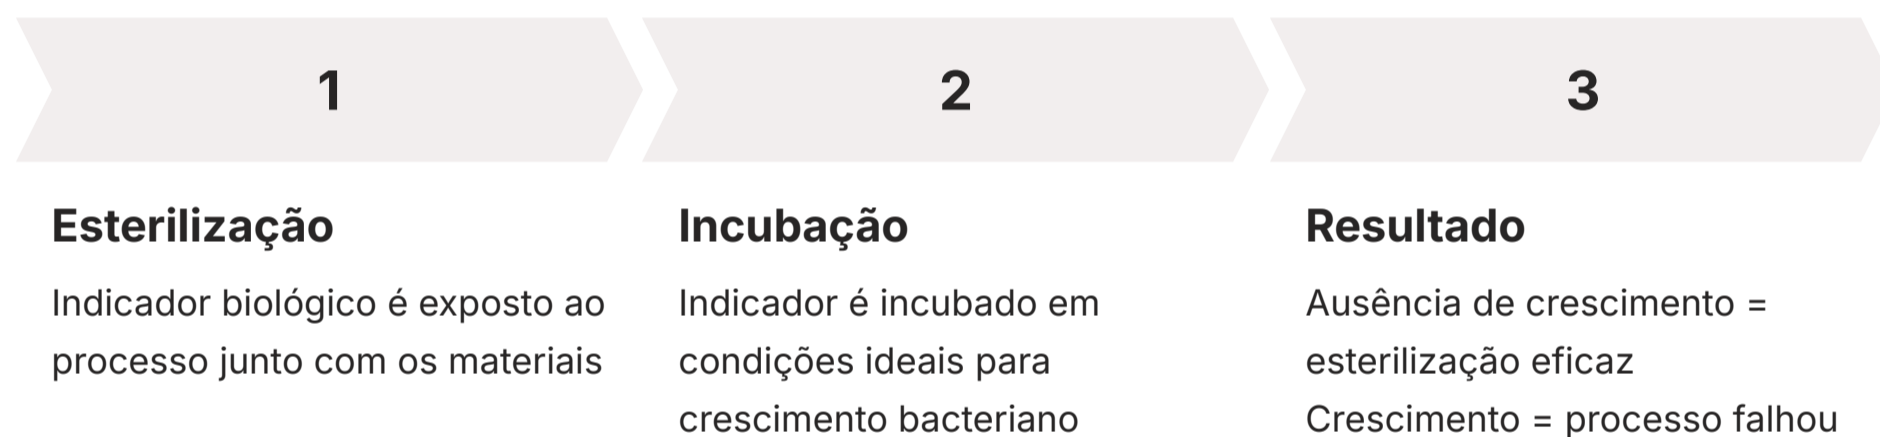 1
Esterilização
Indicador biológico é exposto ao
processo junto com os materiais
2
Incubação
Indicador é incubado em
condições ideais para
crescimento bacteriano
3
Resultado
Ausência de crescimento =
esterilização eficaz
Crescimento = processo falhou